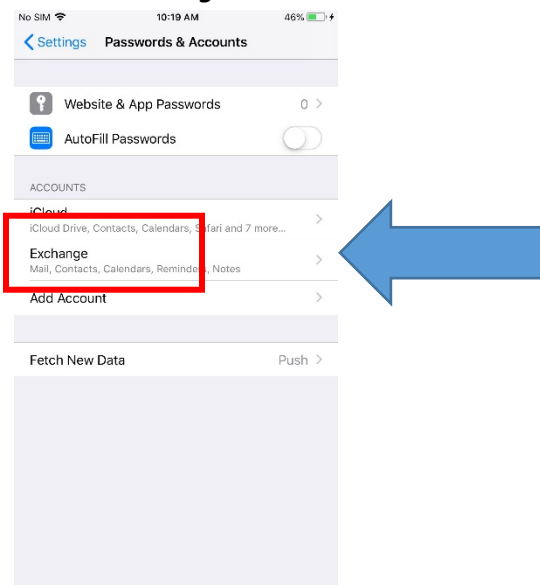 No SIM 10:19 AM 46%
Settings Passwords & Accounts
Website & App Passwords 0
AutoFill Passwords
ACCOUNTS
iCloud
iCloud Drive, Contacts, Calendars, Safari and 7 more...
Exchange
Mail, Contacts, Calendars, Reminders, Notes
Add Account
Fetch New Data Push